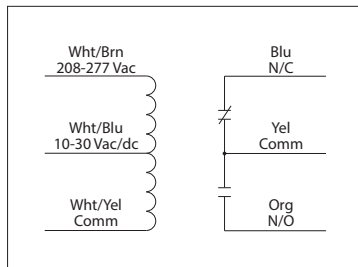 Wht/Brn
208-277 Vac
Wht/Blu
10-30 Vac/dc
Wht/Yel
Comm
Blu
N/C
Yel
Comm
Org
N/O